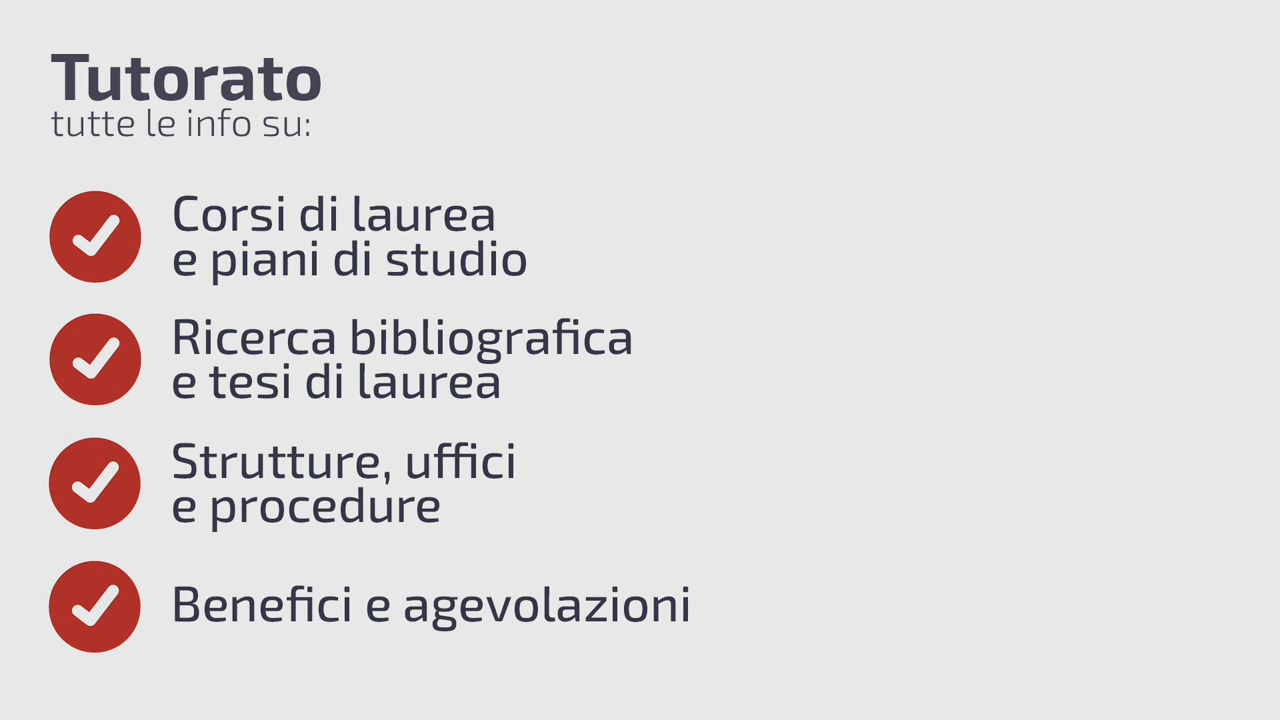 Tutorato
tutte le info su:
Corsi di laurea
e piani di studio
Ricerca bibliografica
e tesi di laurea
Strutture, uffici
e procedure
Benefici e agevolazioni